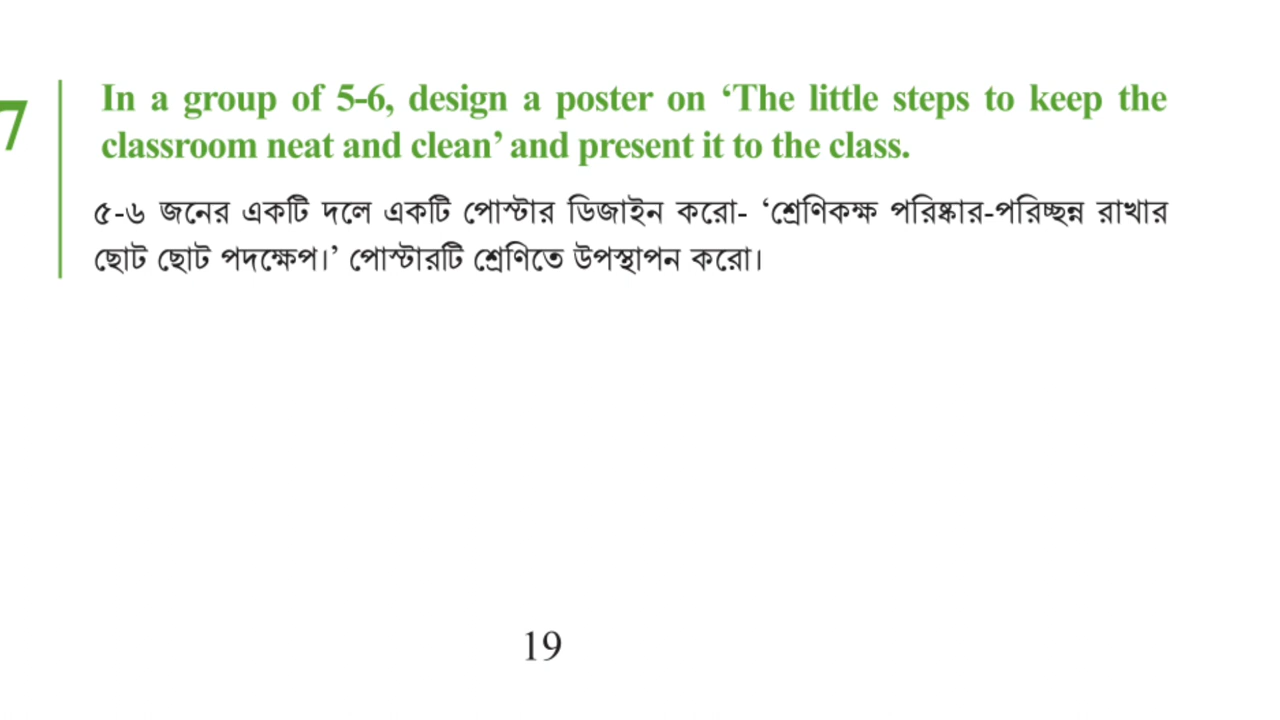 7
In a group of 5-6, design a poster on ‘The little steps to keep the
classroom neat and clean’ and present it to the class.
৫-৬ জনের একটি দলে একটি পোস্টার ডিজাইন করো- ‘শ্রেণিকক্ষ পরিষ্কার-পরিচ্ছন্ন রাখার
ছোট ছোট পদক্ষেপ।’ পোস্টারটি শ্রেণিতে উপস্থাপন করো।
19